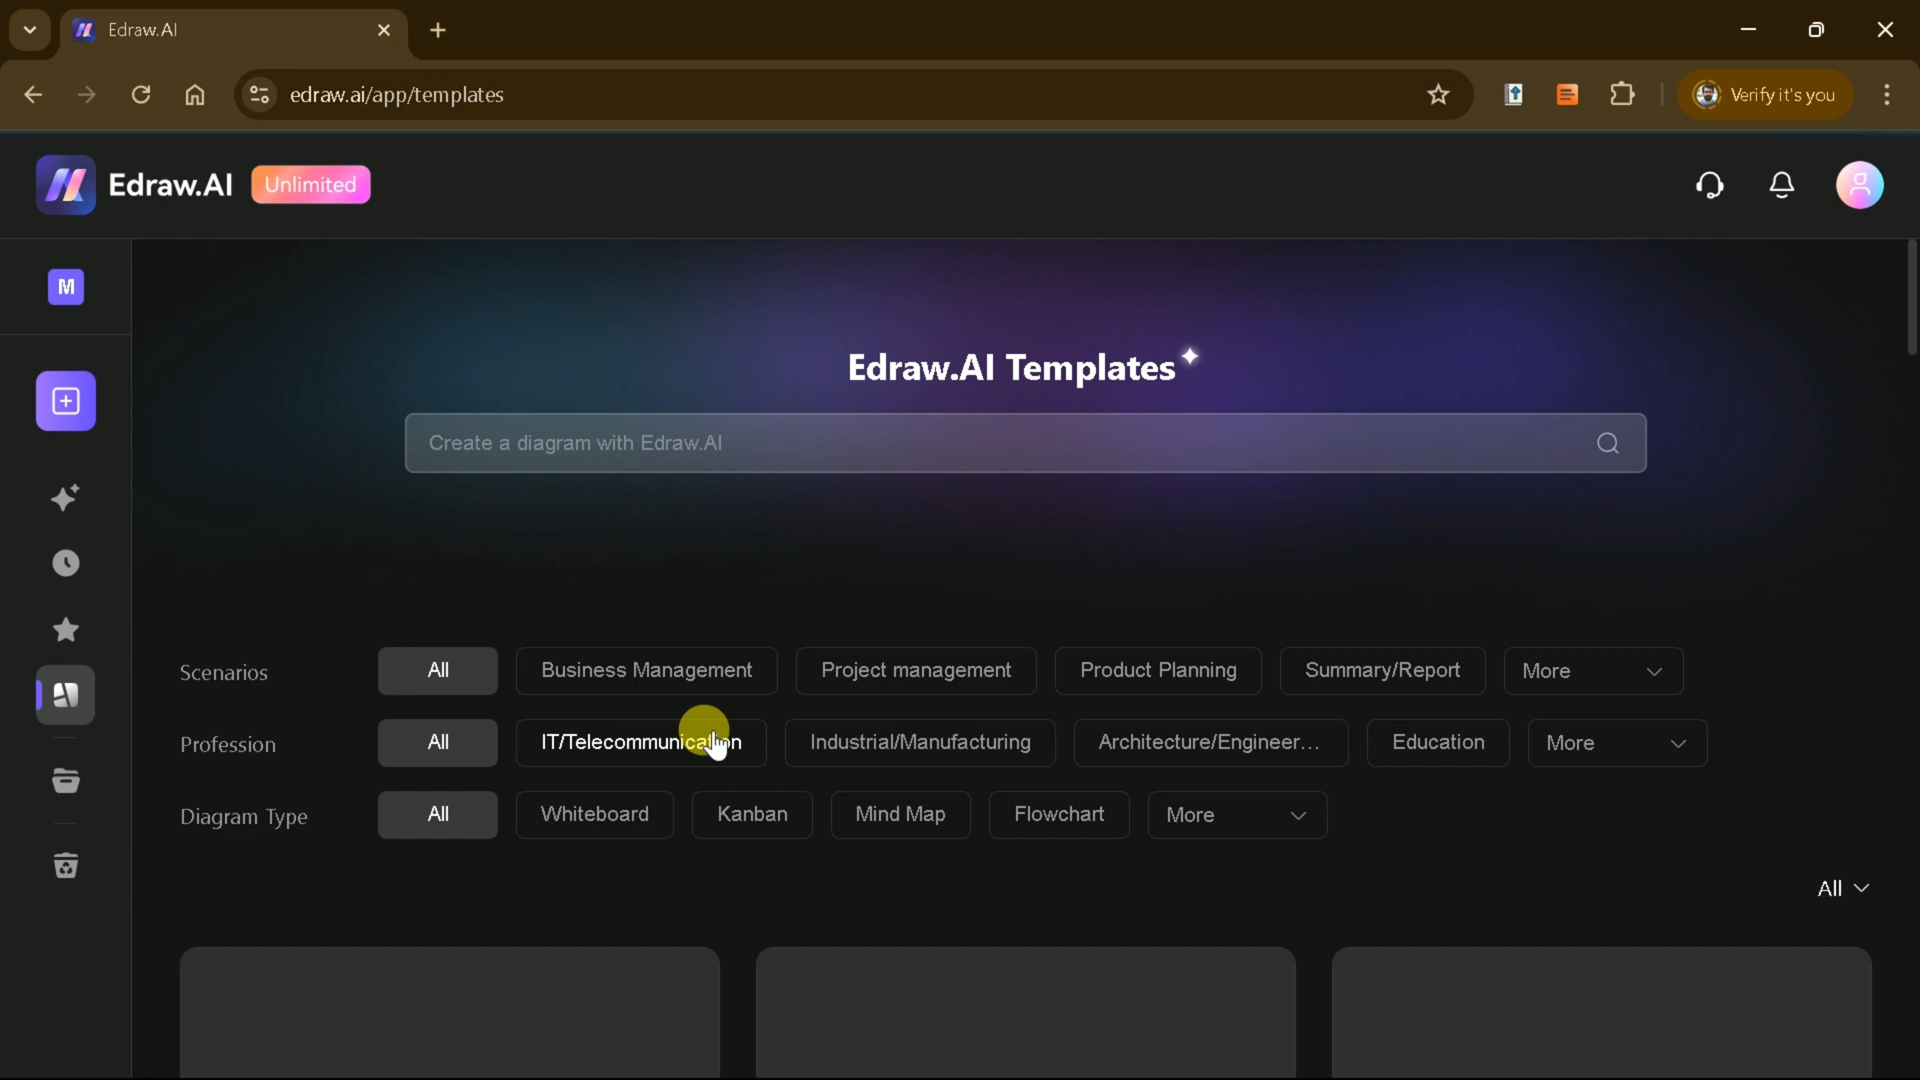 Edraw.AI
edraw.ai/app/templates
Verify it's you
Edraw.AI Unlimited
M
Edraw.AI Templates
Create a diagram with Edraw.AI
Scenarios All Business Management Project management Product Planning Summary/Report More
Profession All IT/Telecommunication Industrial/Manufacturing Architecture/Engineer... Education More
Diagram Type All Whiteboard Kanban Mind Map Flowchart More
All